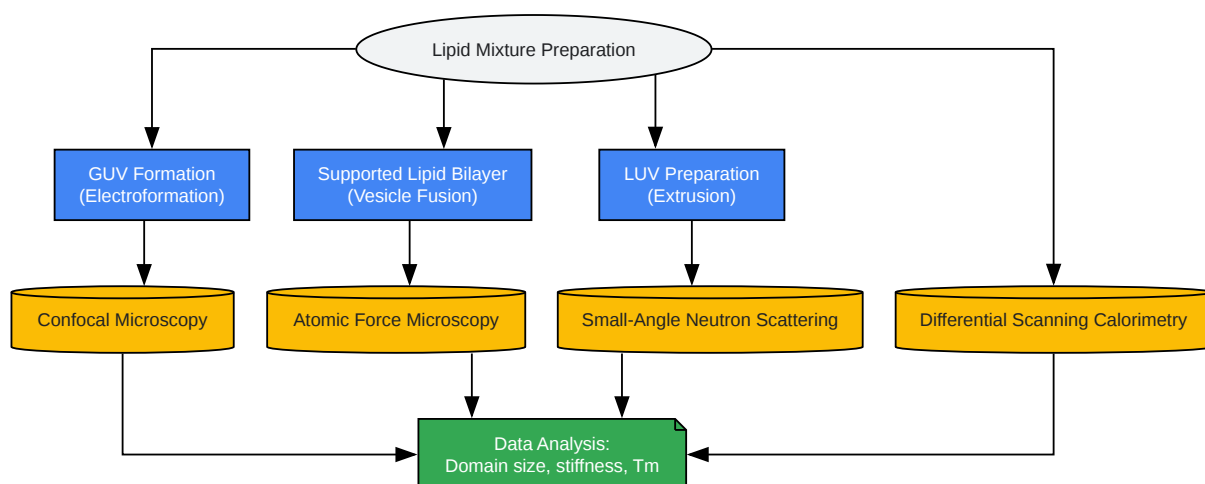 Lipid Mixture Preparation
GUV Formation
(Electroformation)
Supported Lipid Bilayer
(Vesicle Fusion)
LUV Preparation
(Extrusion)
Confocal Microscopy
Atomic Force Microscopy
Small-Angle Neutron Scattering
Differential Scanning Calorimetry
Data Analysis:
Domain size, stiffness, Tm